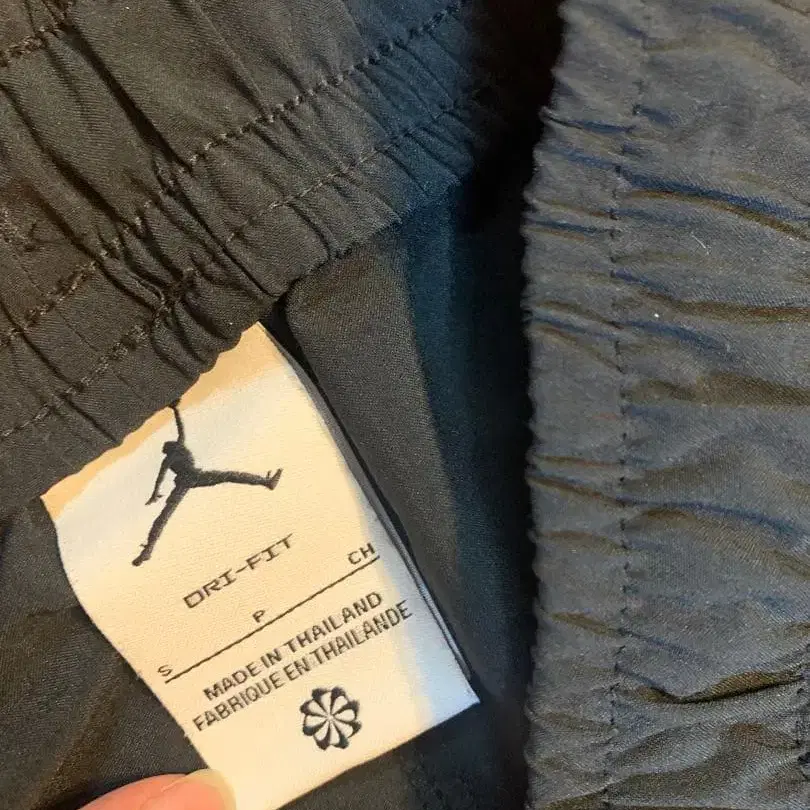 DRI-FIT
S P CH
MADE IN THAILAND
FABRIQUE EN THAILANDE